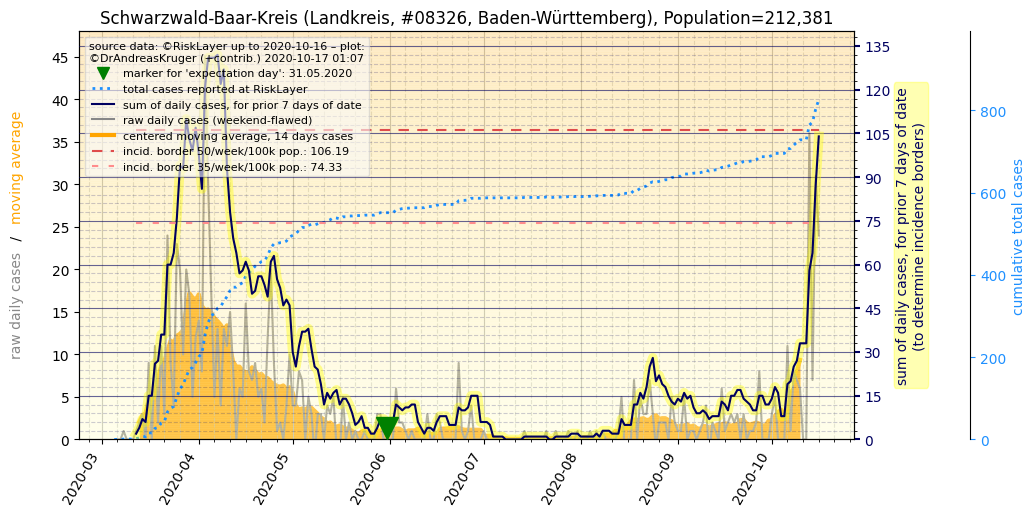 Schwarzwald-Baar-Kreis (Landkreis, #08326, Baden-Württemberg), Population=212,381
source data: ©RiskLayer up to 2020-10-16 – plot:
©DrAndreasKruger (+contrib.) 2020-10-17 01:07
marker for 'expectation day': 31.05.2020
total cases reported at RiskLayer
sum of daily cases, for prior 7 days of date
raw daily cases (weekend-flawed)
centered moving average, 14 days cases
incid. border 50/week/100k pop.: 106.19
incid. border 35/week/100k pop.: 74.33
raw daily cases / moving average
45
40
35
30
25
20
15
10
5
0
2020-03
2020-04
2020-05
2020-06
2020-07
2020-08
2020-09
2020-10
135
120
105
90
75
60
45
30
15
0
sum of daily cases, for prior 7 days of date
(to determine incidence borders)
800
600
400
200
0
cumulative total cases